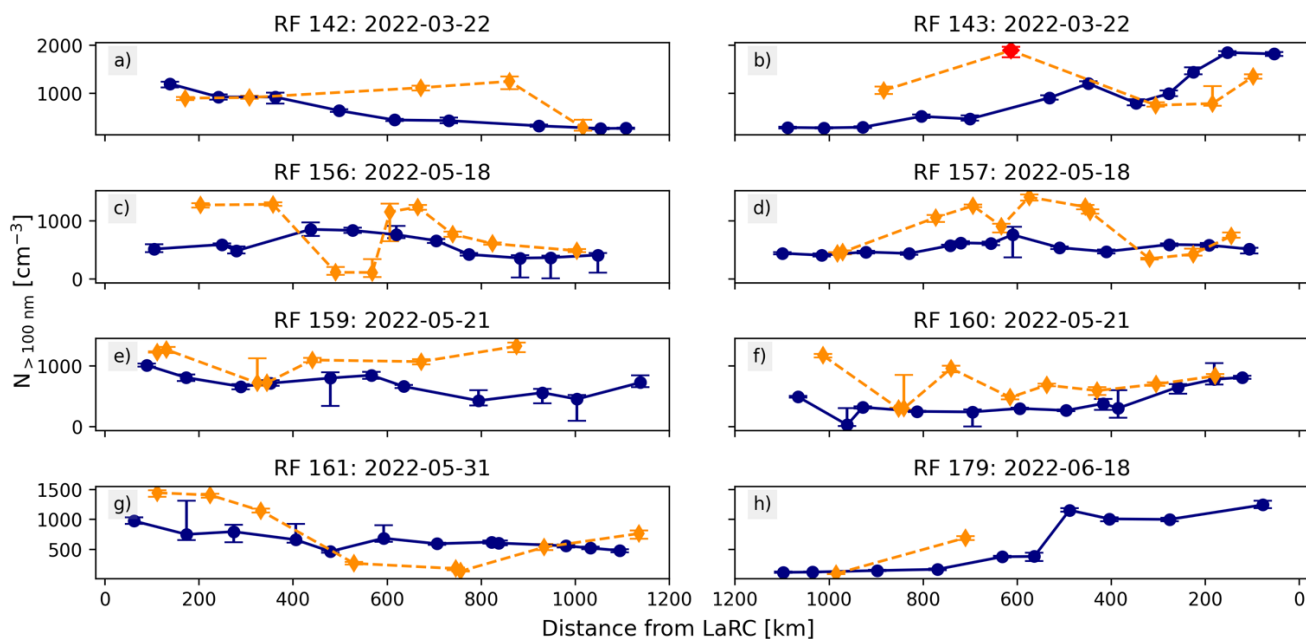 RF 142: 2022-03-22
RF 143: 2022-03-22
a)
2000
1000
b)
RF 156: 2022-05-18
RF 157: 2022-05-18
c)
1000
0
d)
RF 159: 2022-05-21
RF 160: 2022-05-21
e)
1000
0
f)
RF 161: 2022-05-31
RF 179: 2022-06-18
g)
1500
1000
500
h)
0 200 400 600 800 1000 1200
1200 1000 800 600 400 200 0
N> 100 nm [cm−3]
Distance from LaRC [km]